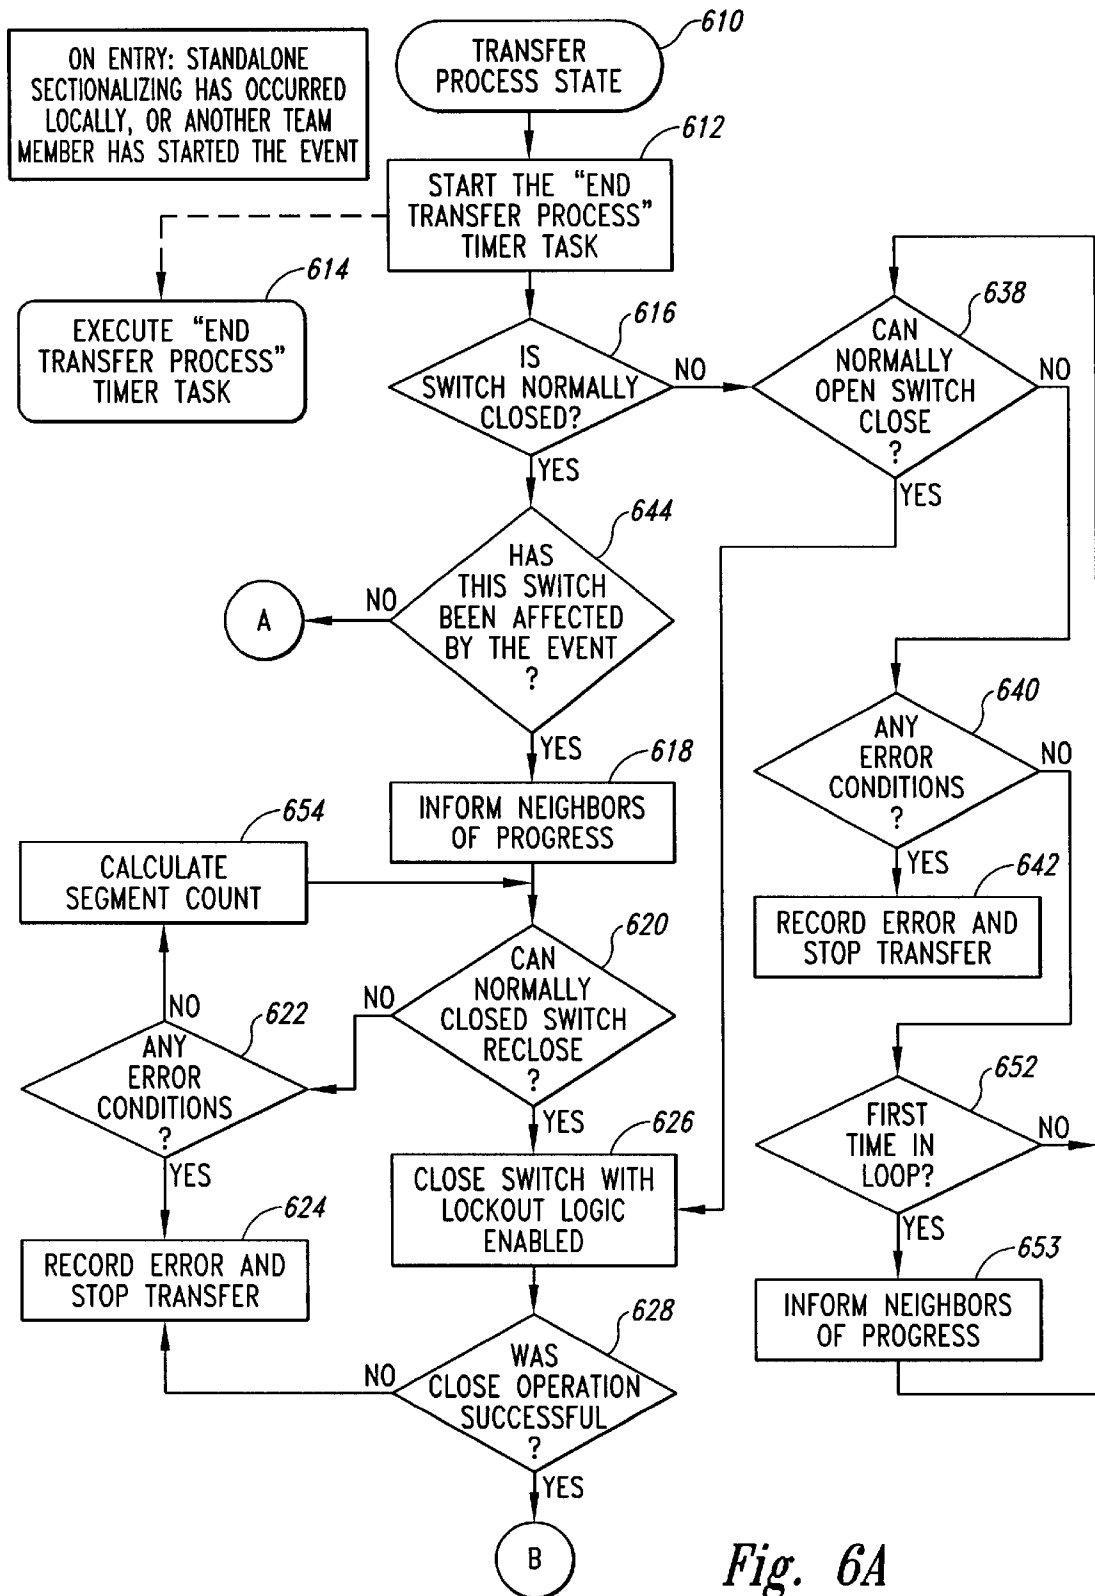 ON ENTRY: STANDALONE
SECTIONALIZING HAS OCCURRED
LOCALLY, OR ANOTHER TEAM
MEMBER HAS STARTED THE EVENT
TRANSFER
PROCESS STATE
610
START THE "END
TRANSFER PROCESS"
TIMER TASK
612
EXECUTE "END
TRANSFER PROCESS"
TIMER TASK
614
IS
SWITCH NORMALLY
CLOSED?
616
NO
YES
CAN
NORMALLY
OPEN SWITCH
CLOSE
?
638
NO
YES
HAS
THIS SWITCH
BEEN AFFECTED
BY THE EVENT
?
644
NO
A
YES
INFORM NEIGHBORS
OF PROGRESS
618
ANY
ERROR
CONDITIONS
?
640
NO
YES
CALCULATE
SEGMENT COUNT
654
RECORD ERROR AND
STOP TRANSFER
642
CAN
NORMALLY
CLOSED SWITCH
RECLOSE
?
620
NO
YES
NO
ANY
ERROR
CONDITIONS
?
622
YES
FIRST
TIME IN
LOOP?
652
NO
YES
CLOSE SWITCH WITH
LOCKOUT LOGIC
ENABLED
626
RECORD ERROR AND
STOP TRANSFER
624
INFORM NEIGHBORS
OF PROGRESS
653
WAS
CLOSE OPERATION
SUCCESSFUL
?
628
NO
YES
B
Fig. 6A